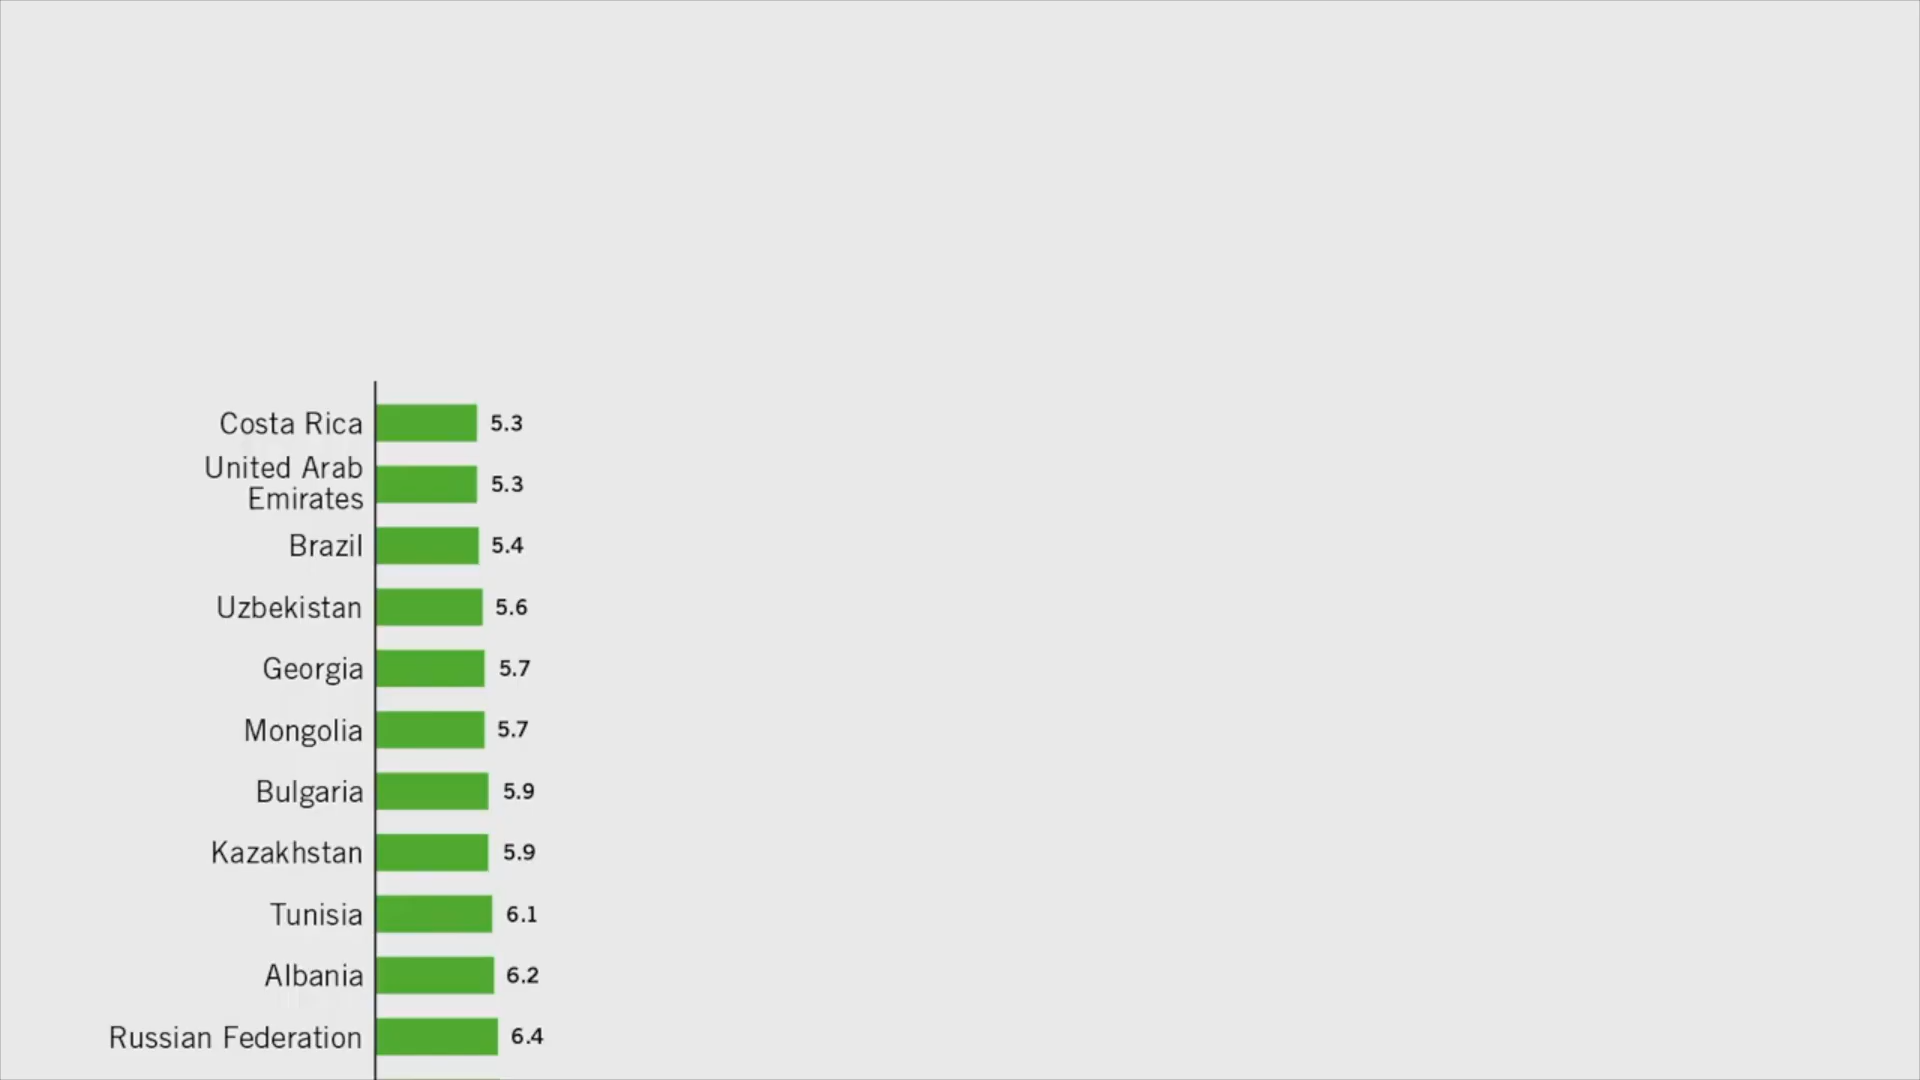 Costa Rica 5.3
United Arab
Emirates 5.3
Brazil 5.4
Uzbekistan 5.6
Georgia 5.7
Mongolia 5.7
Bulgaria 5.9
Kazakhstan 5.9
Tunisia 6.1
Albania 6.2
Russian Federation 6.4